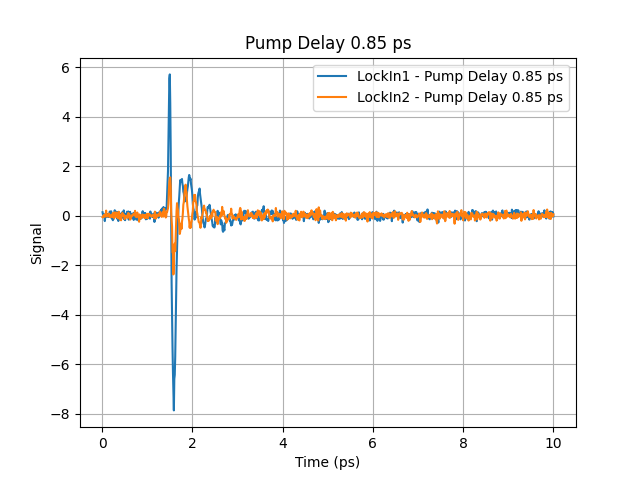 Pump Delay 0.85 ps
LockIn1 - Pump Delay 0.85 ps
LockIn2 - Pump Delay 0.85 ps
6
4
2
0
−2
−4
−6
−8
Signal
0
2
4
6
8
10
Time (ps)